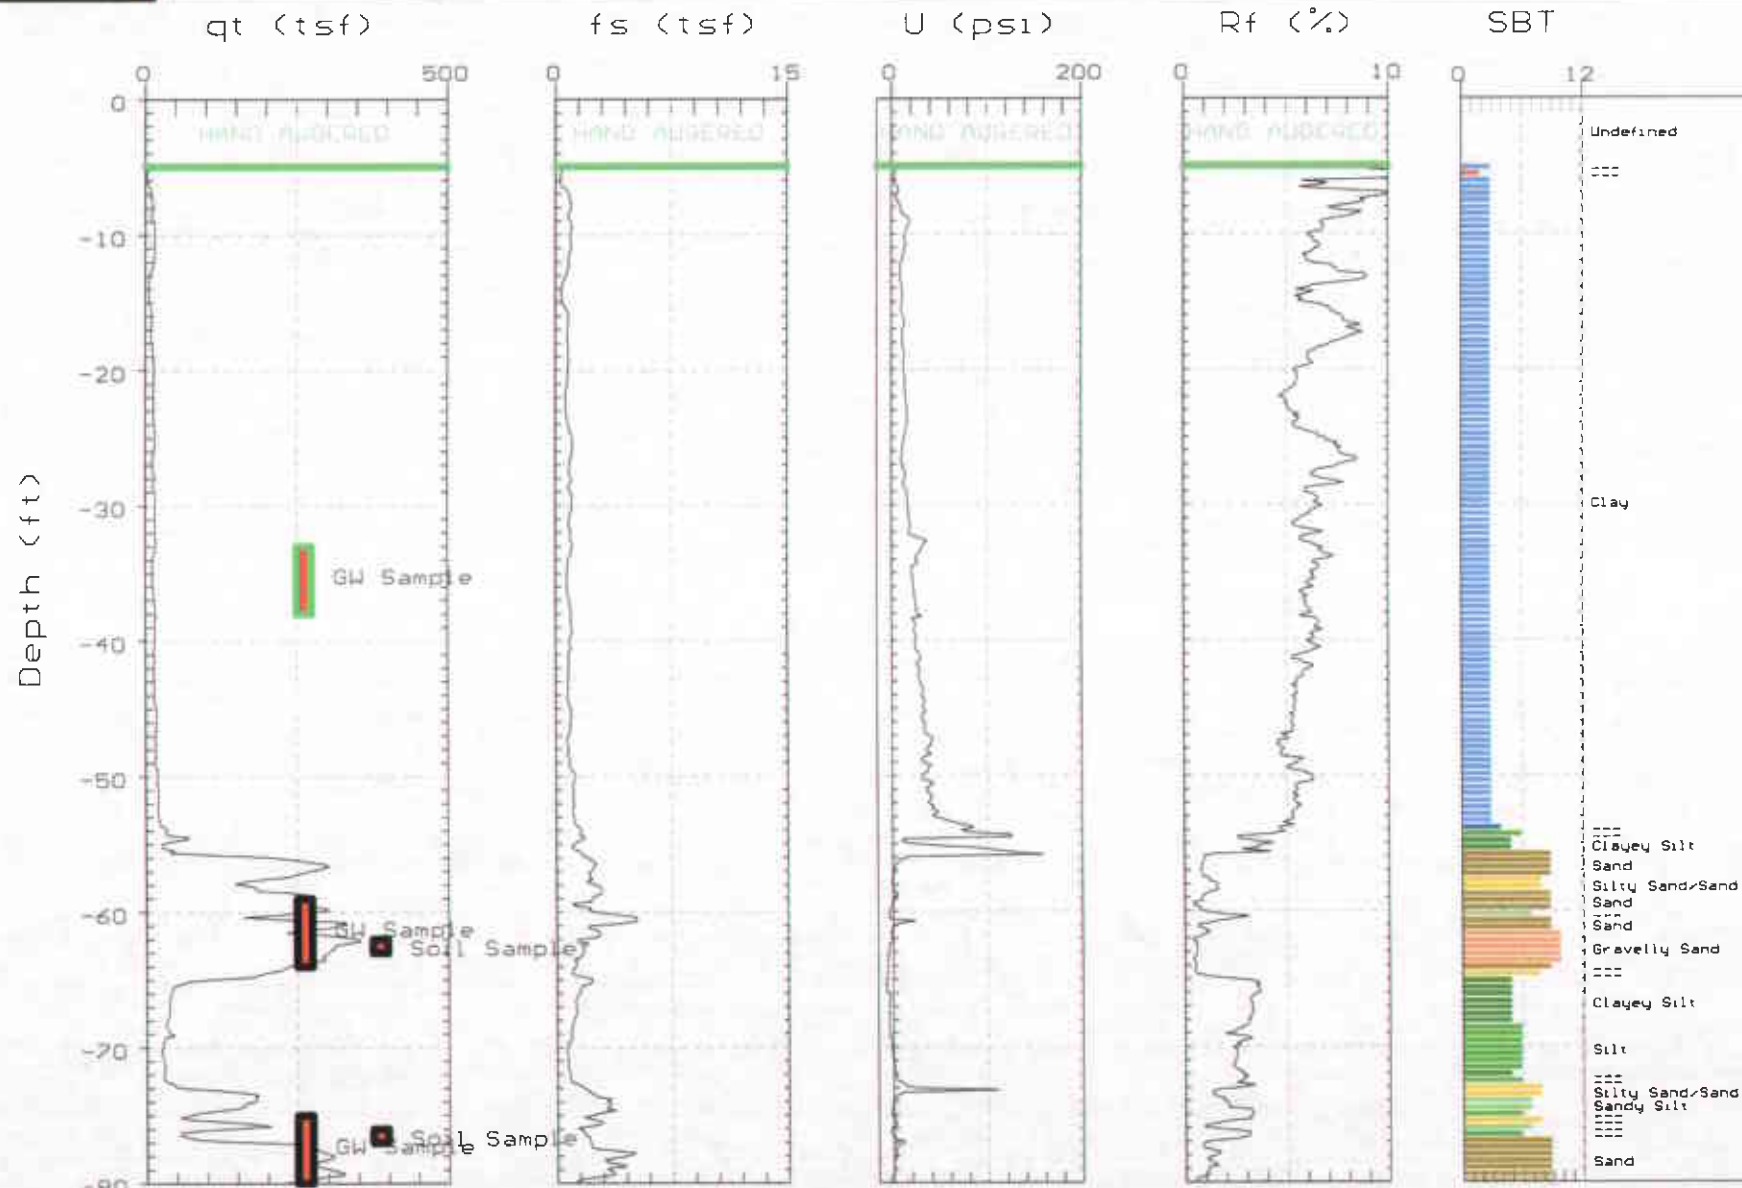 qt (tsf) fs (tsf) U (psi) Rf (%) SBT
0 500 0 15 0 200 0 10 0 12
0
HAND AUGERED HAND AUGERED HAND AUGERED HAND AUGERED
Undefined
-10
-20
-30
Clay
Depth (ft)
GW Sample
-40
-50
Clayey Silt
Sand
Silty Sand/Sand
Sand
-60
Sand
GW Sample
Soil Sample
Gravelly Sand
Clayey Silt
-70
Silt
Silty Sand/Sand
Sandy Silt
Soil Sample
GW Sample
Sand
-80